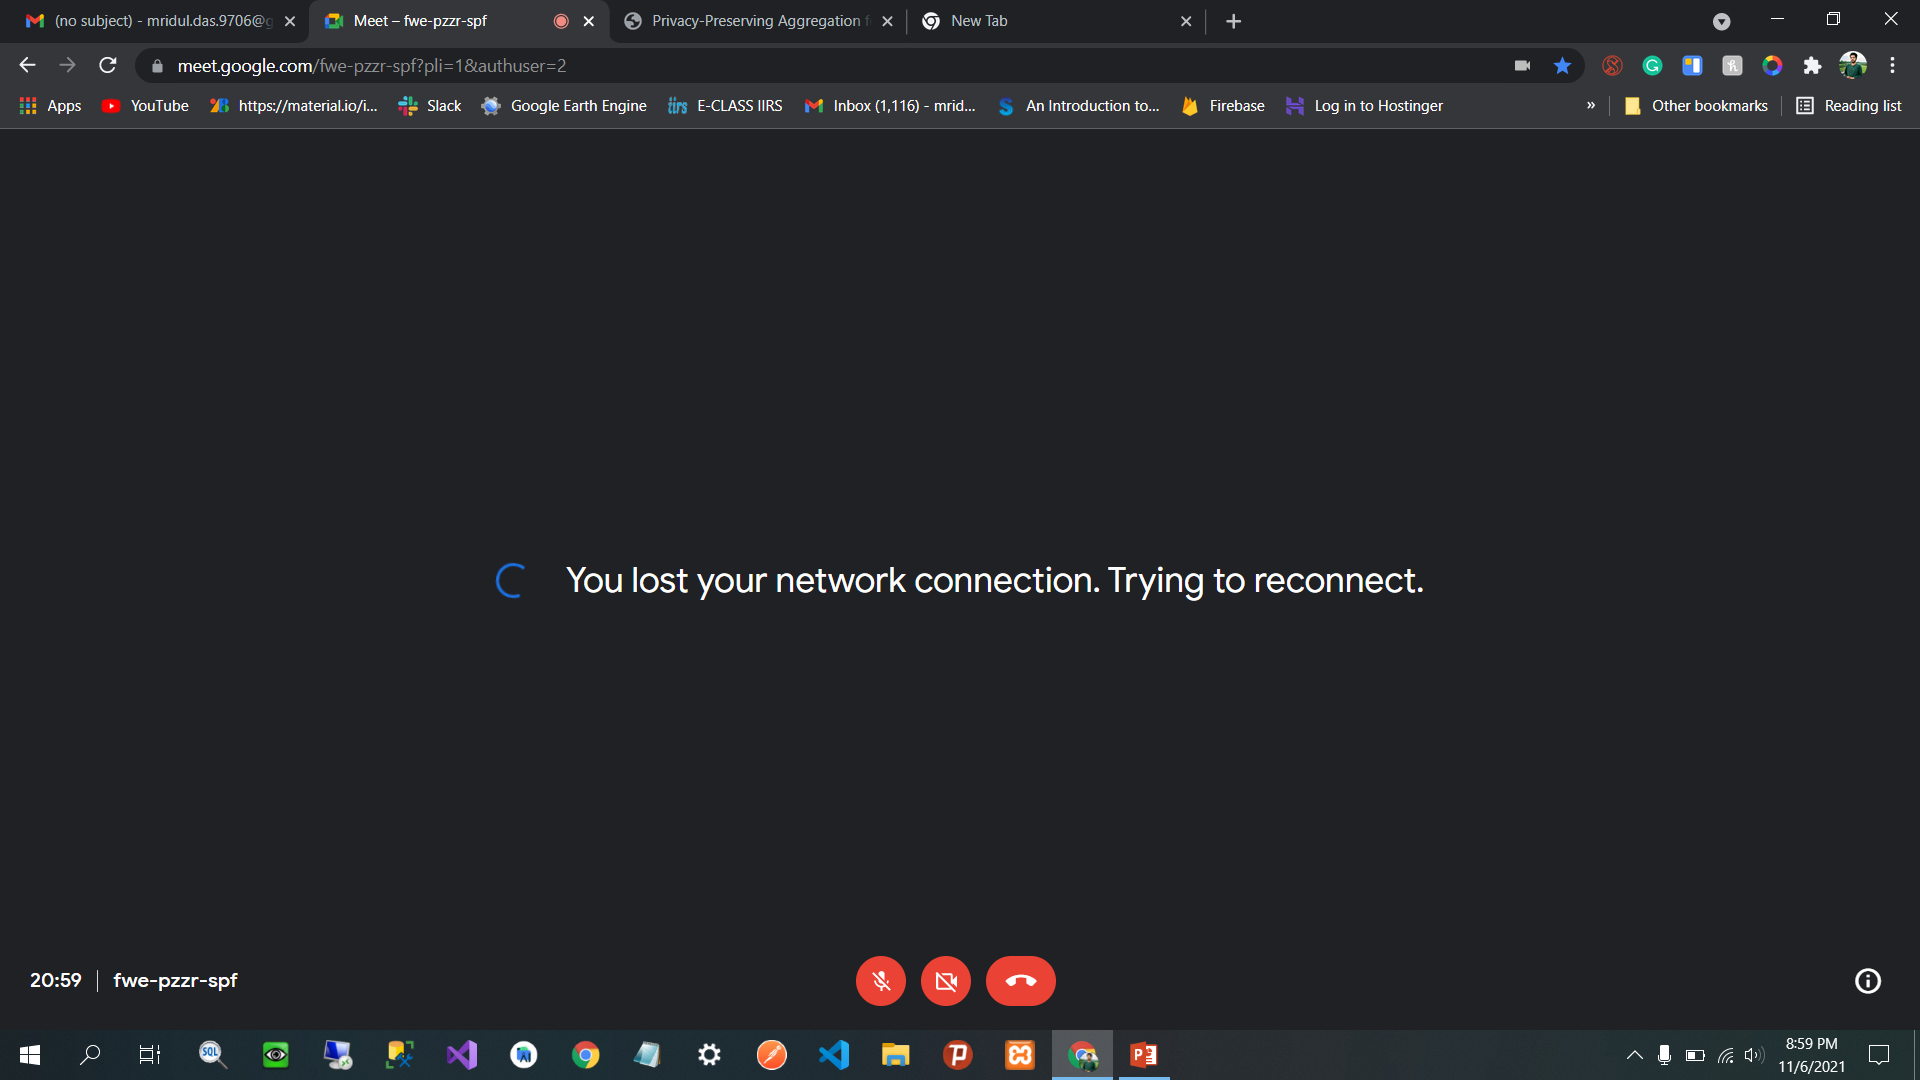 (no subject) - mridul.das.9706@g
Meet – fwe-pzzr-spf
Privacy-Preserving Aggregation f
New Tab
meet.google.com/fwe-pzzr-spf?pli=1&authuser=2
Apps
YouTube
https://material.io/i...
Slack
Google Earth Engine
iirs E-CLASS IIRS
Inbox (1,116) - mrid...
An Introduction to...
Firebase
Log in to Hostinger
»
Other bookmarks
Reading list
You lost your network connection. Trying to reconnect.
20:59 | fwe-pzzr-spf
SQL
8:59 PM
11/6/2021